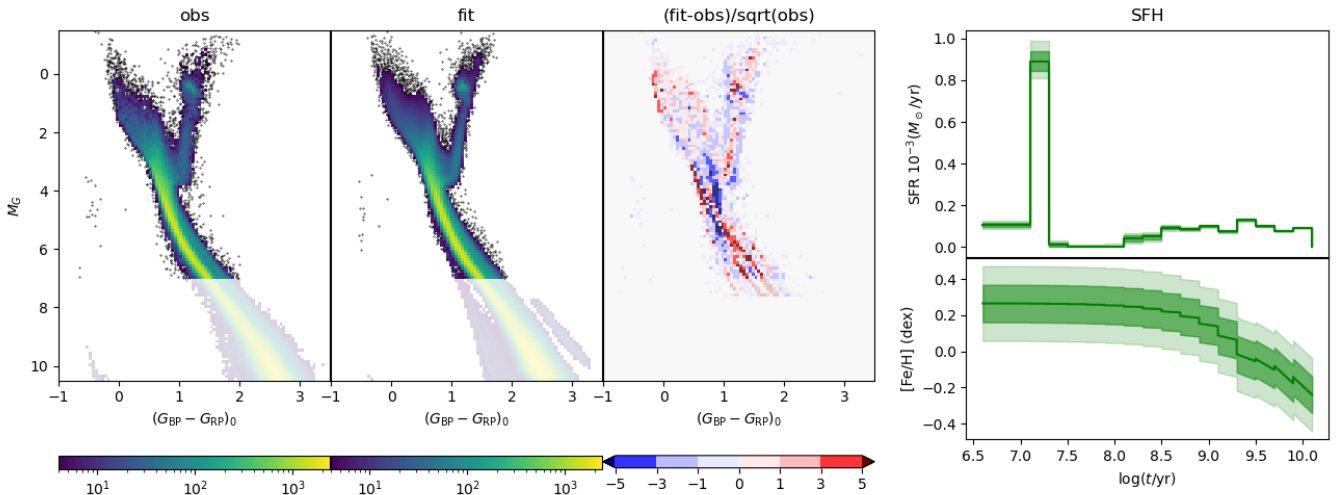 obs fit (fit-obs)/sqrt(obs) SFH
M_G
0
2
4
6
8
10
−1 0 1 2 3
−1 0 1 2 3
−1 0 1 2 3
(G_BP − G_RP)_0 (G_BP − G_RP)_0 (G_BP − G_RP)_0
10^1 10^2 10^3
10^1 10^2 10^3
−5 −3 −1 0 1 3 5
SFR 10^−3(M_⊙ /yr)
1.0
0.8
0.6
0.4
0.2
0.0
[Fe/H] (dex)
0.4
0.2
0.0
−0.2
−0.4
6.5 7.0 7.5 8.0 8.5 9.0 9.5 10.0
log(t/yr)